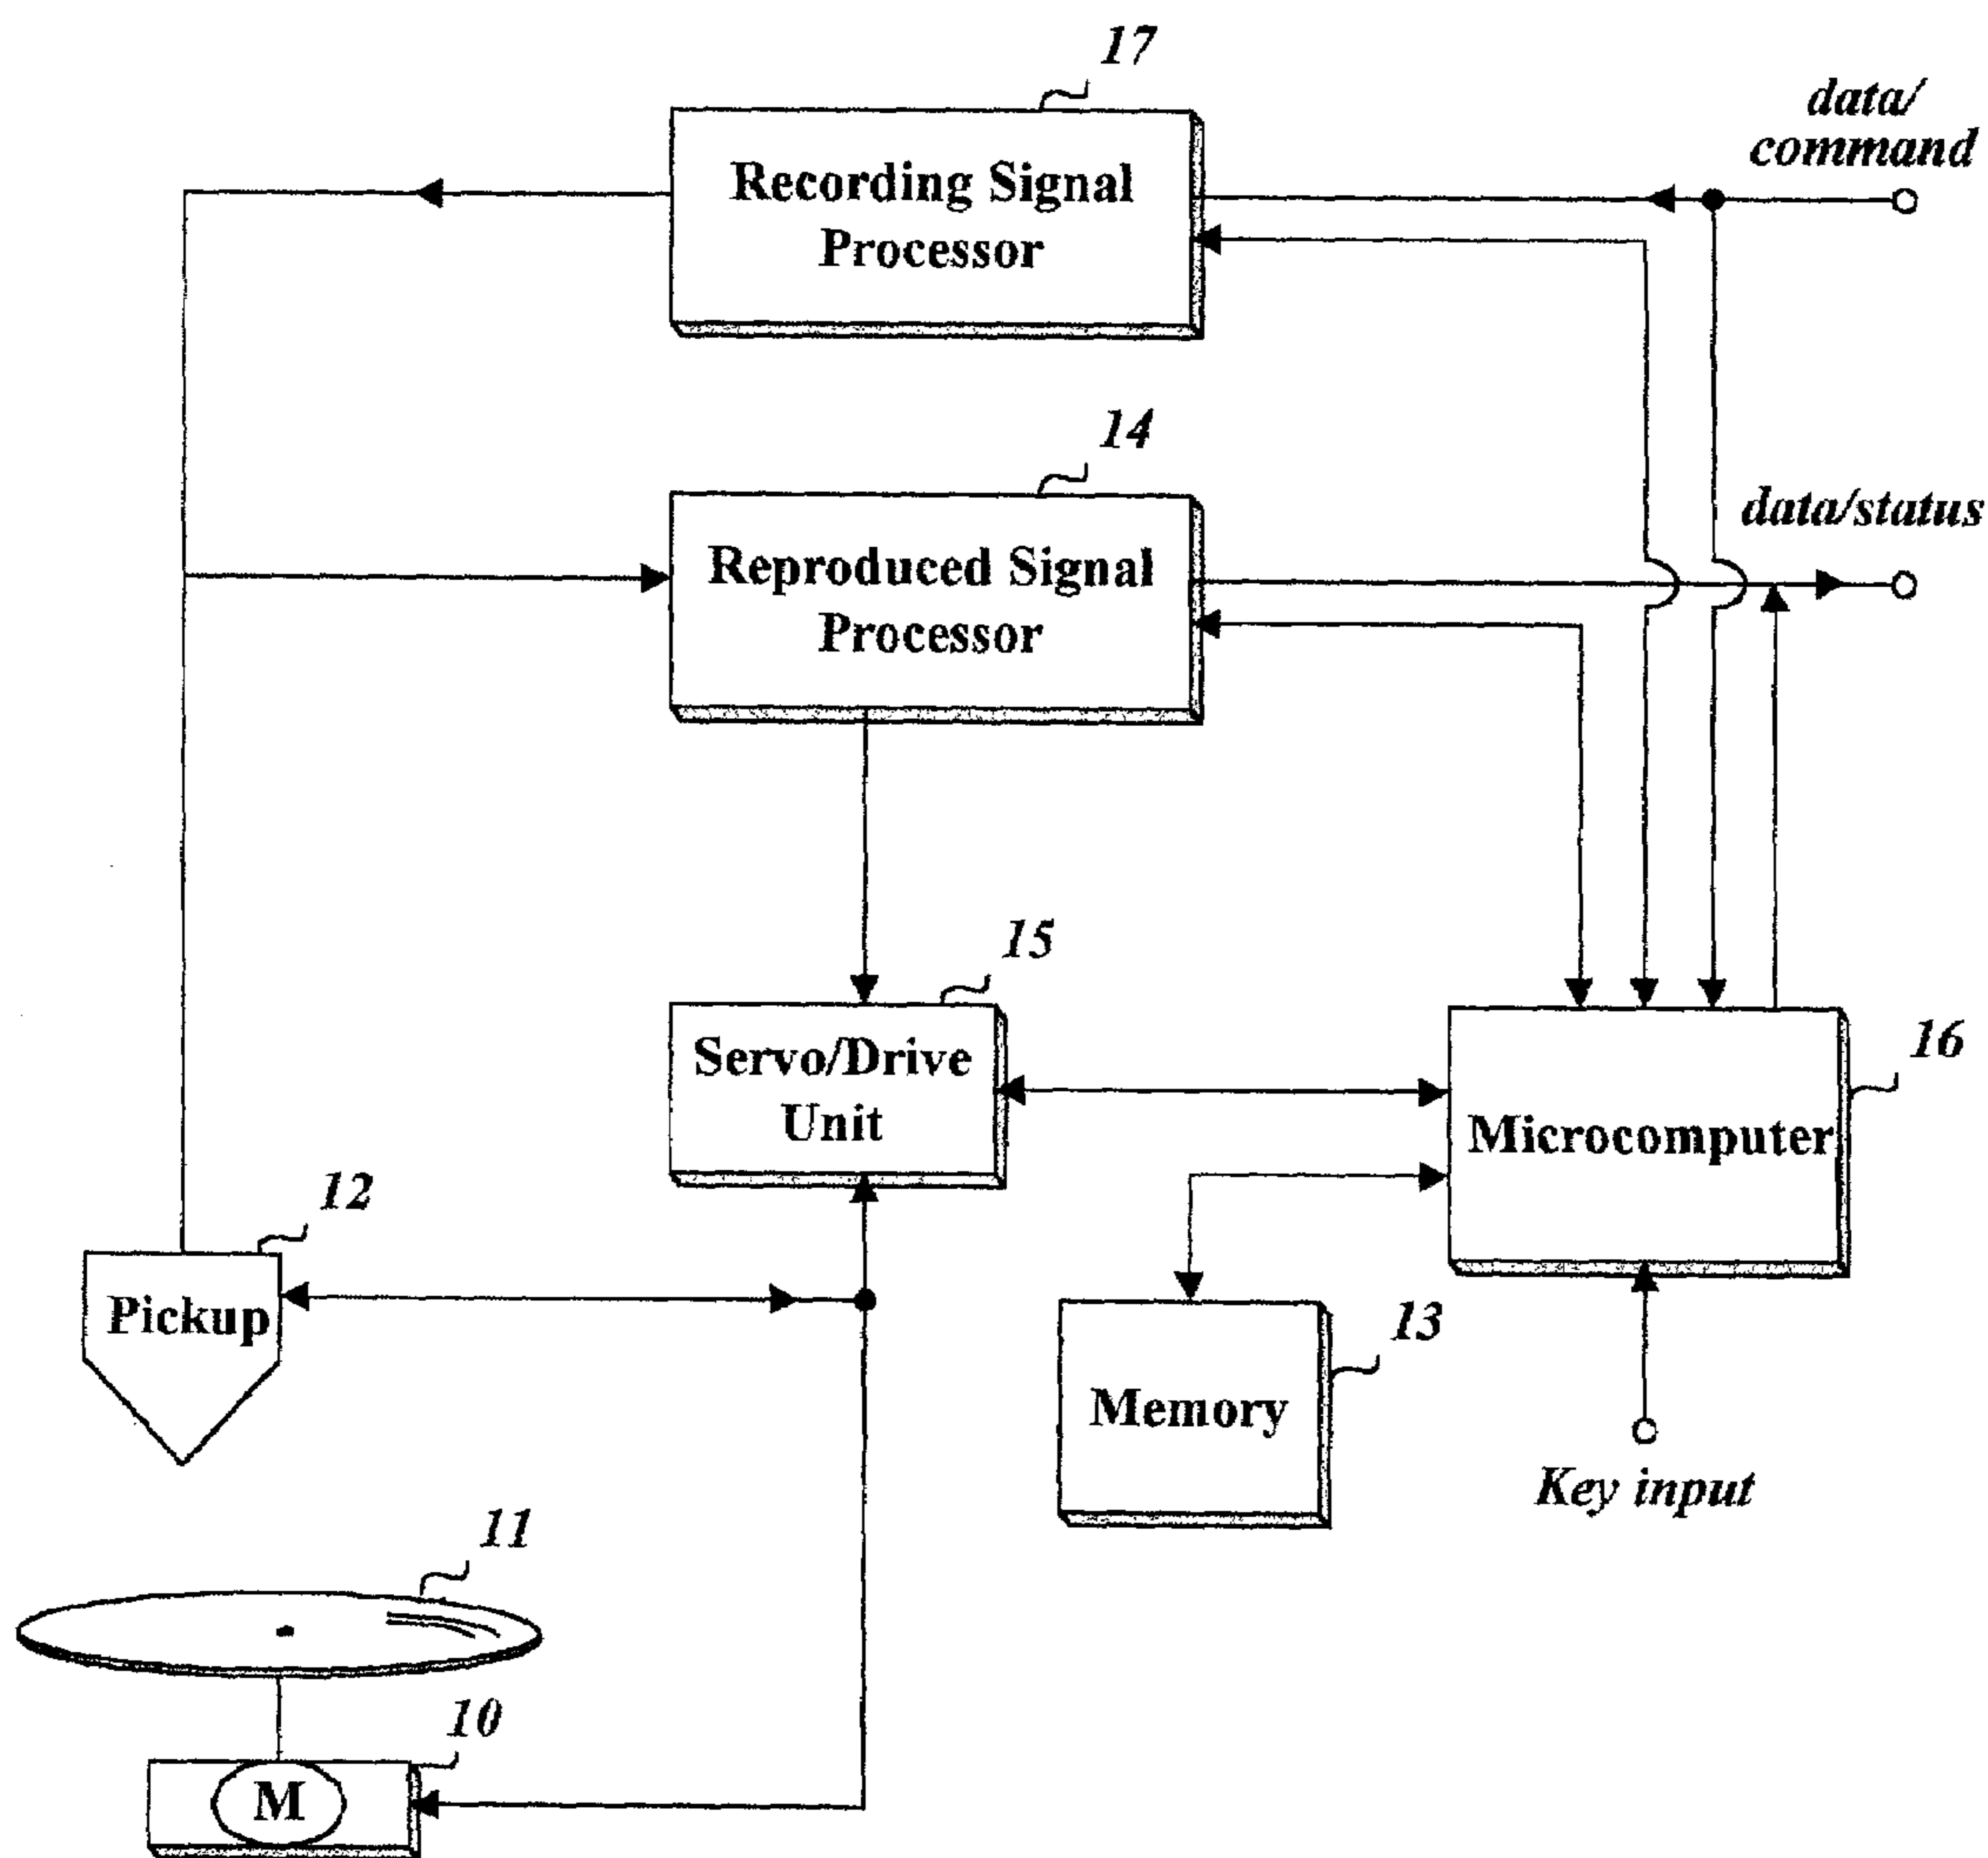 17
data/
command
Recording Signal
Processor
14
data/status
Reproduced Signal
Processor
15
Servo/Drive
Unit
16
Microcomputer
12
Pickup
13
Memory
Key input
11
10
M